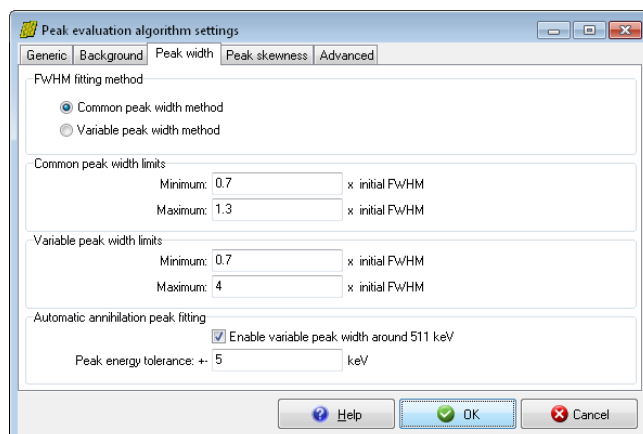 Peak evaluation algorithm settings
Generic Background Peak width Peak skewness Advanced
FWHM fitting method
Common peak width method
Variable peak width method
Common peak width limits
Minimum: 0.7 x initial FWHM
Maximum: 1.3 x initial FWHM
Variable peak width limits
Minimum: 0.7 x initial FWHM
Maximum: 4 x initial FWHM
Automatic annihilation peak fitting
Enable variable peak width around 511 keV
Peak energy tolerance: +- 5 keV
Help OK Cancel